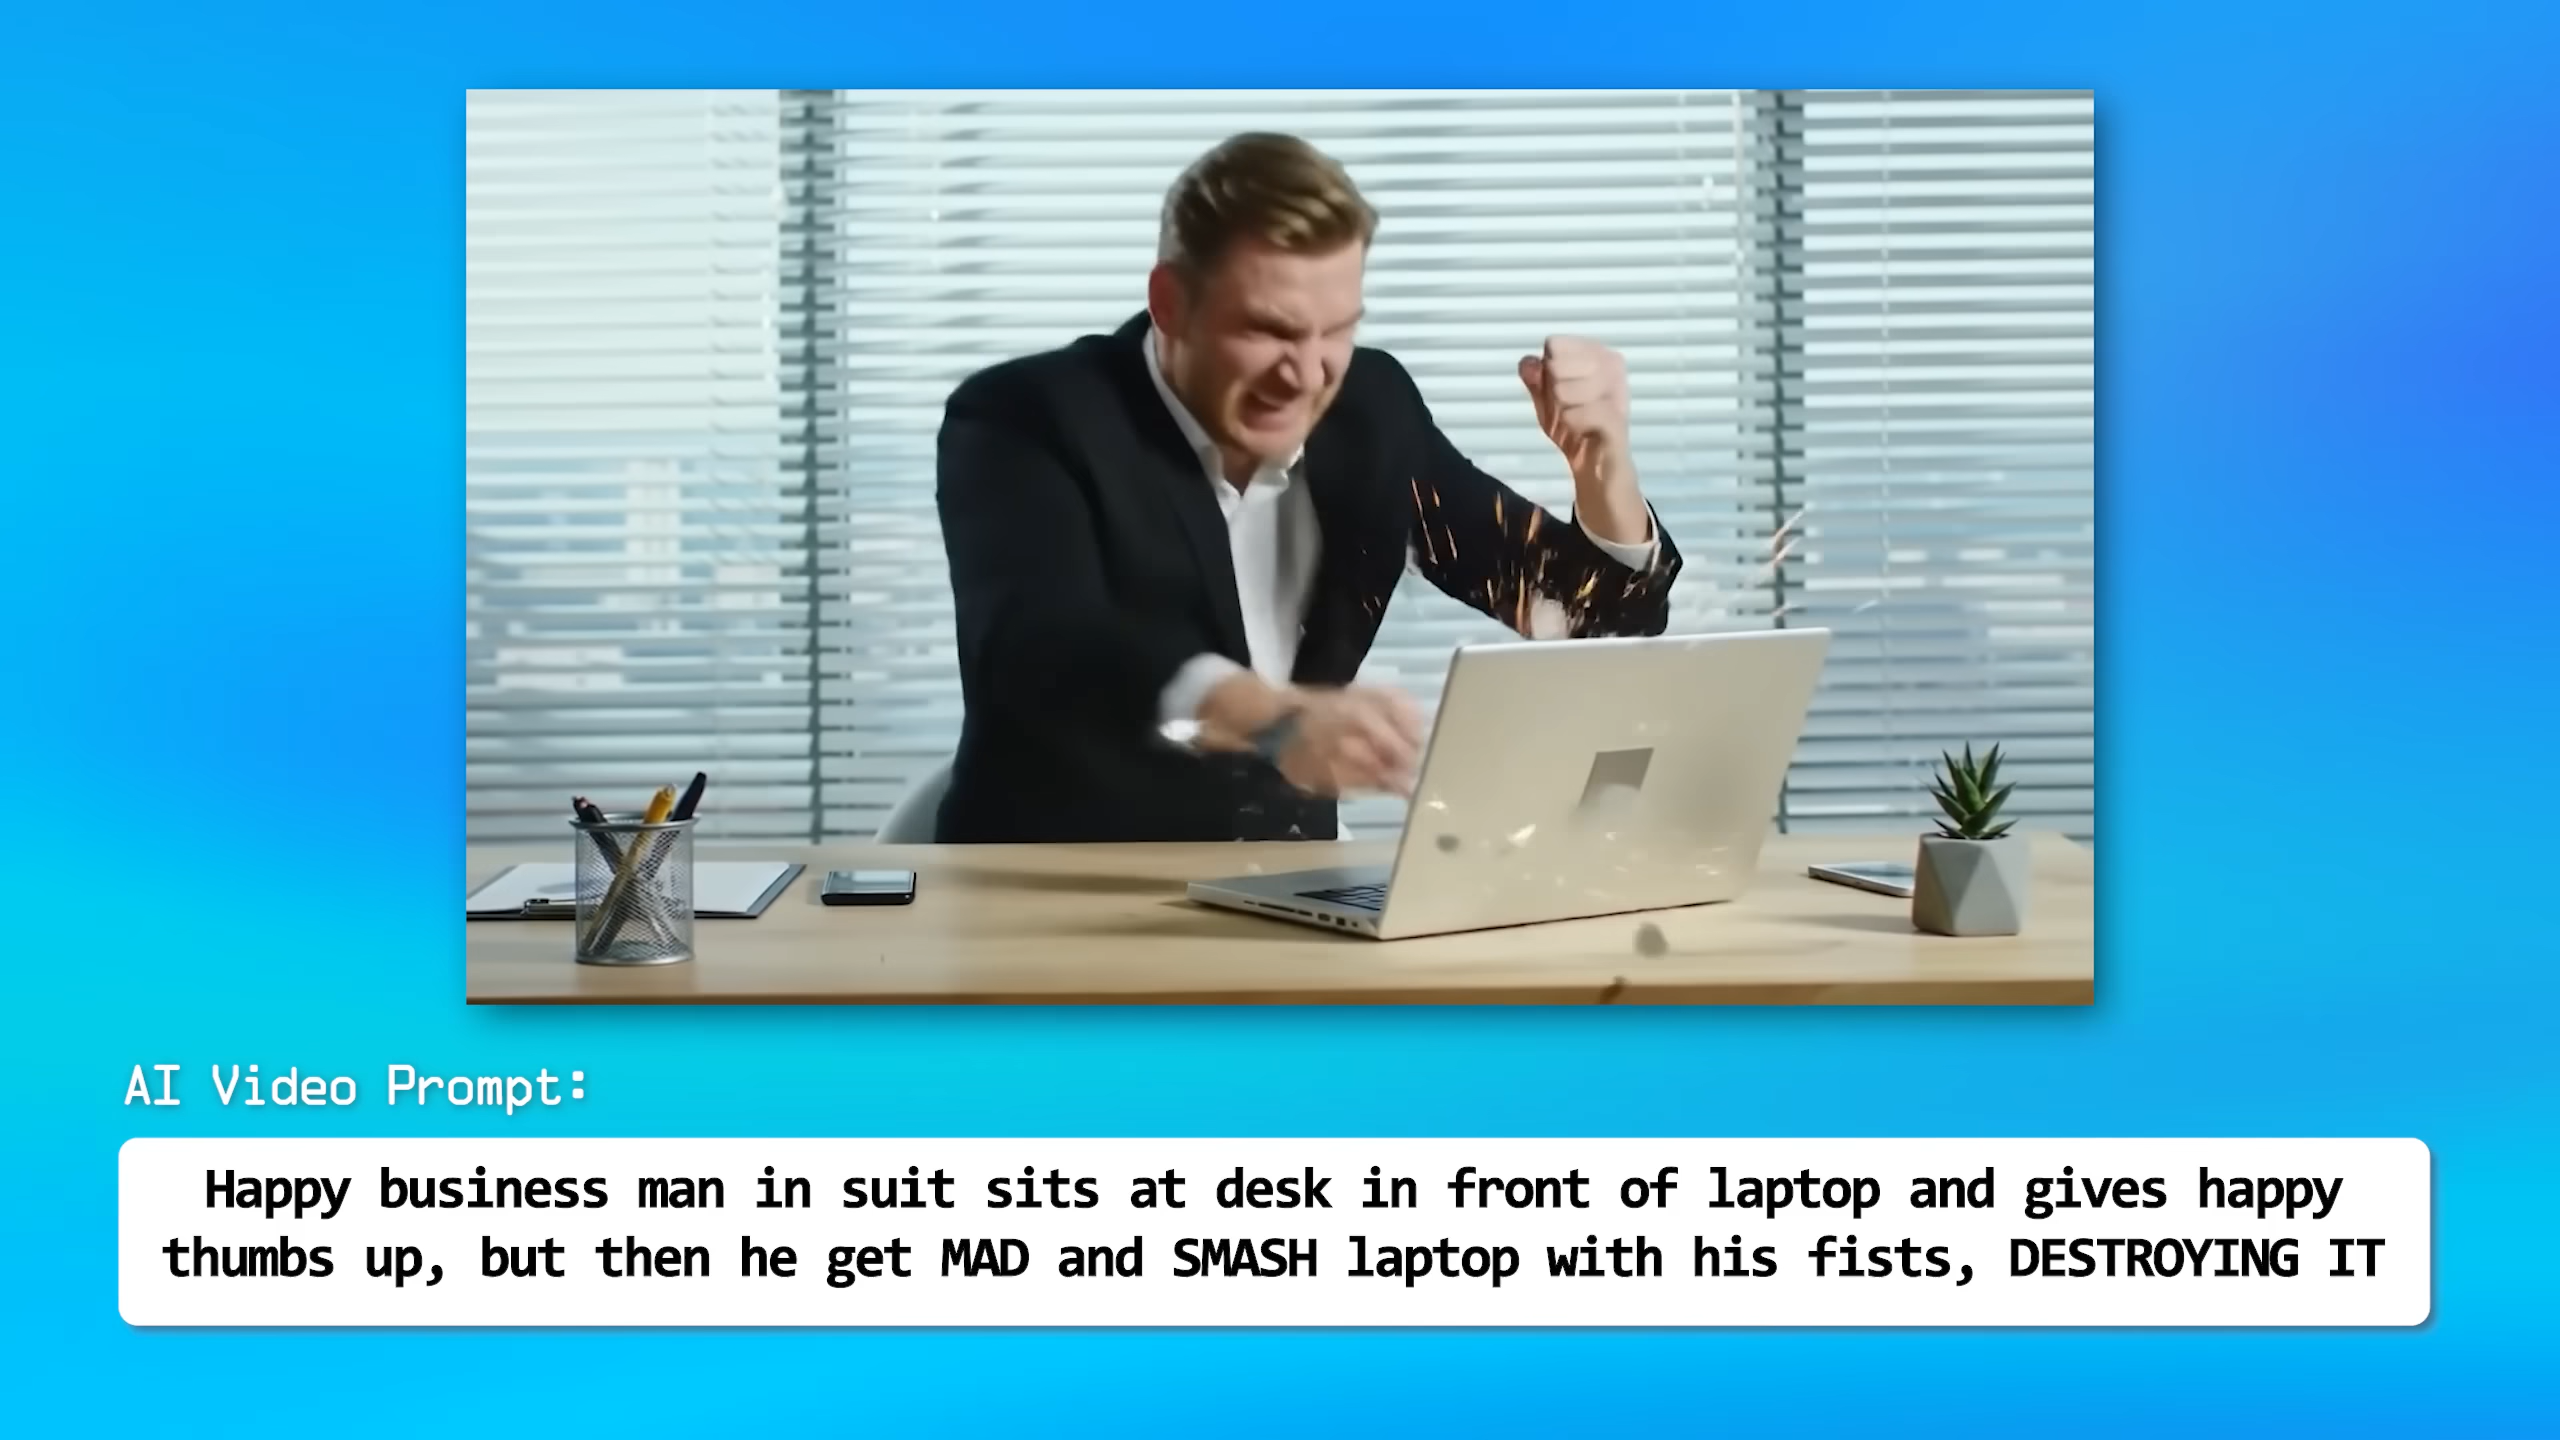 AI Video Prompt:
Happy business man in suit sits at desk in front of laptop and gives happy
thumbs up, but then he get MAD and SMASH laptop with his fists, DESTROYING IT